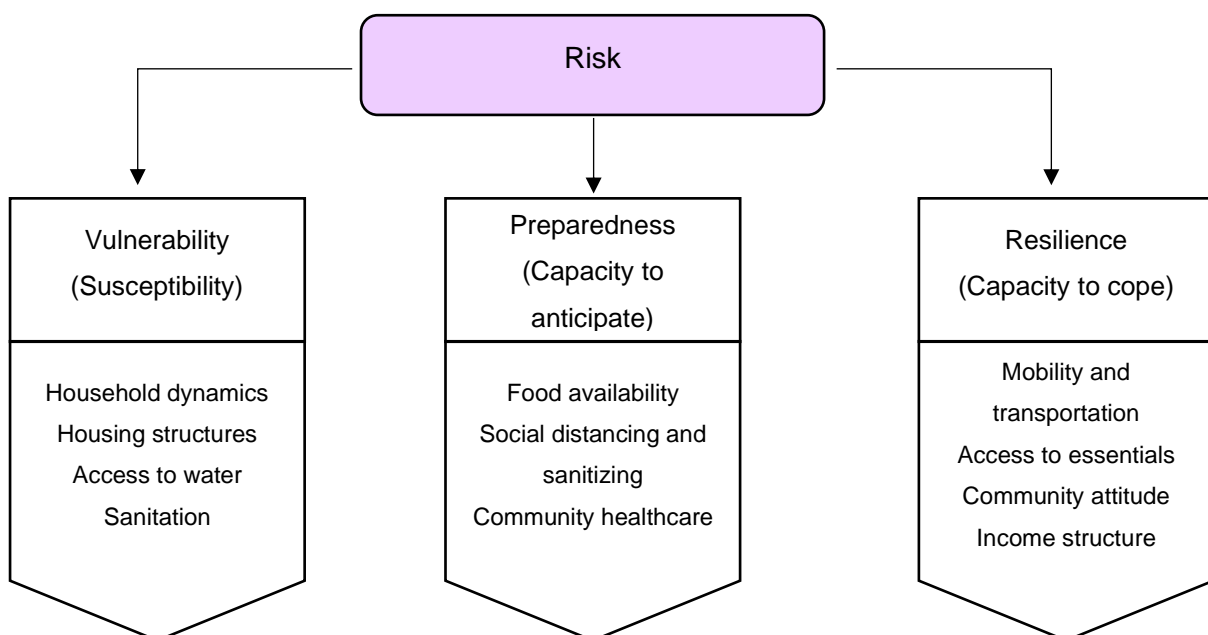 Risk
Vulnerability
(Susceptibility)
Household dynamics
Housing structures
Access to water
Sanitation
Preparedness
(Capacity to
anticipate)
Food availability
Social distancing and
sanitizing
Community healthcare
Resilience
(Capacity to cope)
Mobility and
transportation
Access to essentials
Community attitude
Income structure